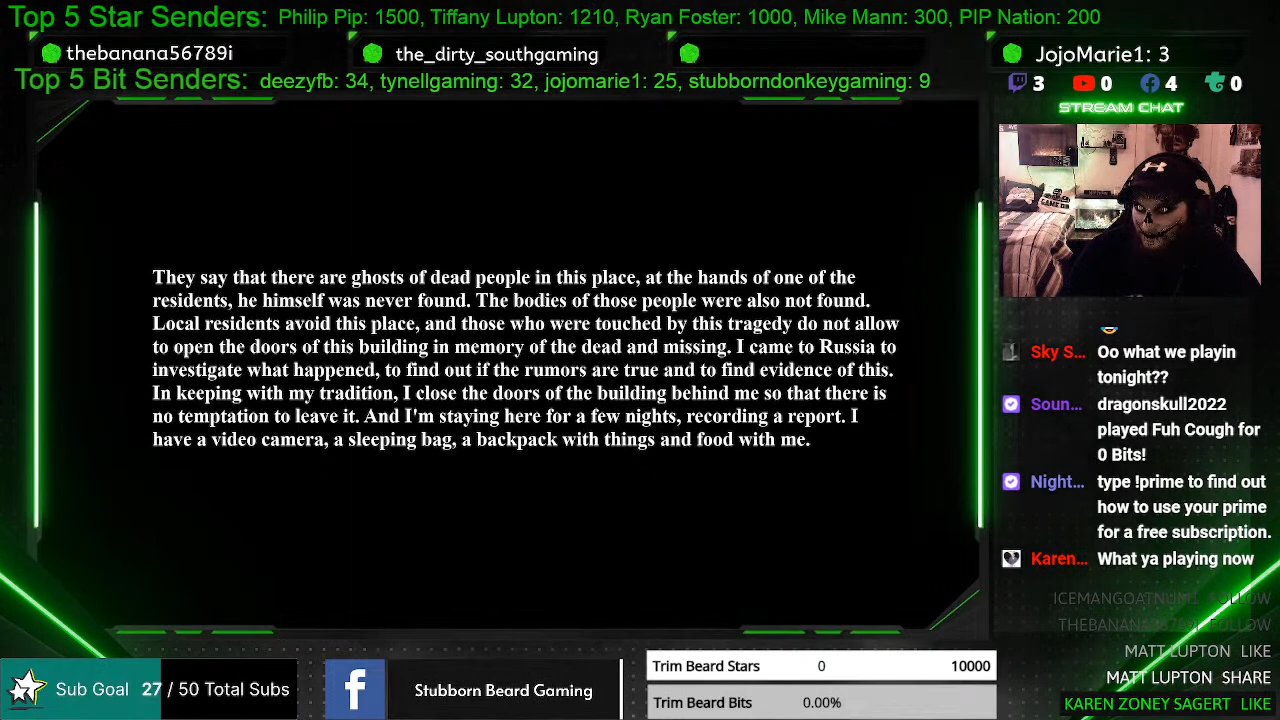 Top 5 Star Senders: Philip Pip: 1500, Tiffany Lupton: 1210, Ryan Foster: 1000, Mike Mann: 300, PIP Nation: 200
thebanana56789i
the_dirty_southgaming
JojoMarie1: 3
Top 5 Bit Senders: deezyfb: 34, tynellgaming: 32, jojomarie1: 25, stubborndonkeygaming: 9
3 0 4 0
STREAM CHAT
They say that there are ghosts of dead people in this place, at the hands of one of the
residents, he himself was never found. The bodies of those people were also not found.
Local residents avoid this place, and those who were touched by this tragedy do not allow
to open the doors of this building in memory of the dead and missing. I came to Russia to
investigate what happened, to find out if the rumors are true and to find evidence of this.
In keeping with my tradition, I close the doors of the building behind me so that there is
no temptation to leave it. And I'm staying here for a few nights, recording a report. I
have a video camera, a sleeping bag, a backpack with things and food with me.
Sky S... Oo what we playin
tonight??
Soun... dragonskull2022
played Fuh Cough for
0 Bits!
Night... type !prime to find out
how to use your prime
for a free subscription.
Karen... What ya playing now
FOLLOW
FOLLOW
MATT LUPTON LIKE
MATT LUPTON SHARE
KAREN ZONEY SAGERT LIKE
Sub Goal 27 / 50 Total Subs
Stubborn Beard Gaming
Trim Beard Stars 0 10000
Trim Beard Bits 0.00%